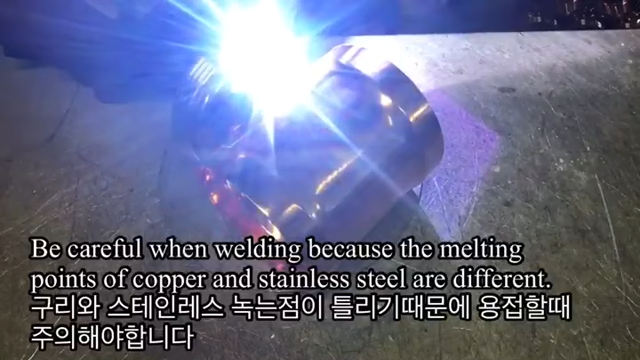 Be careful when welding because the melting
points of copper and stainless steel are different.
구리와 스테인레스 녹는점이 틀리기때문에 용접할때
주의해야합니다